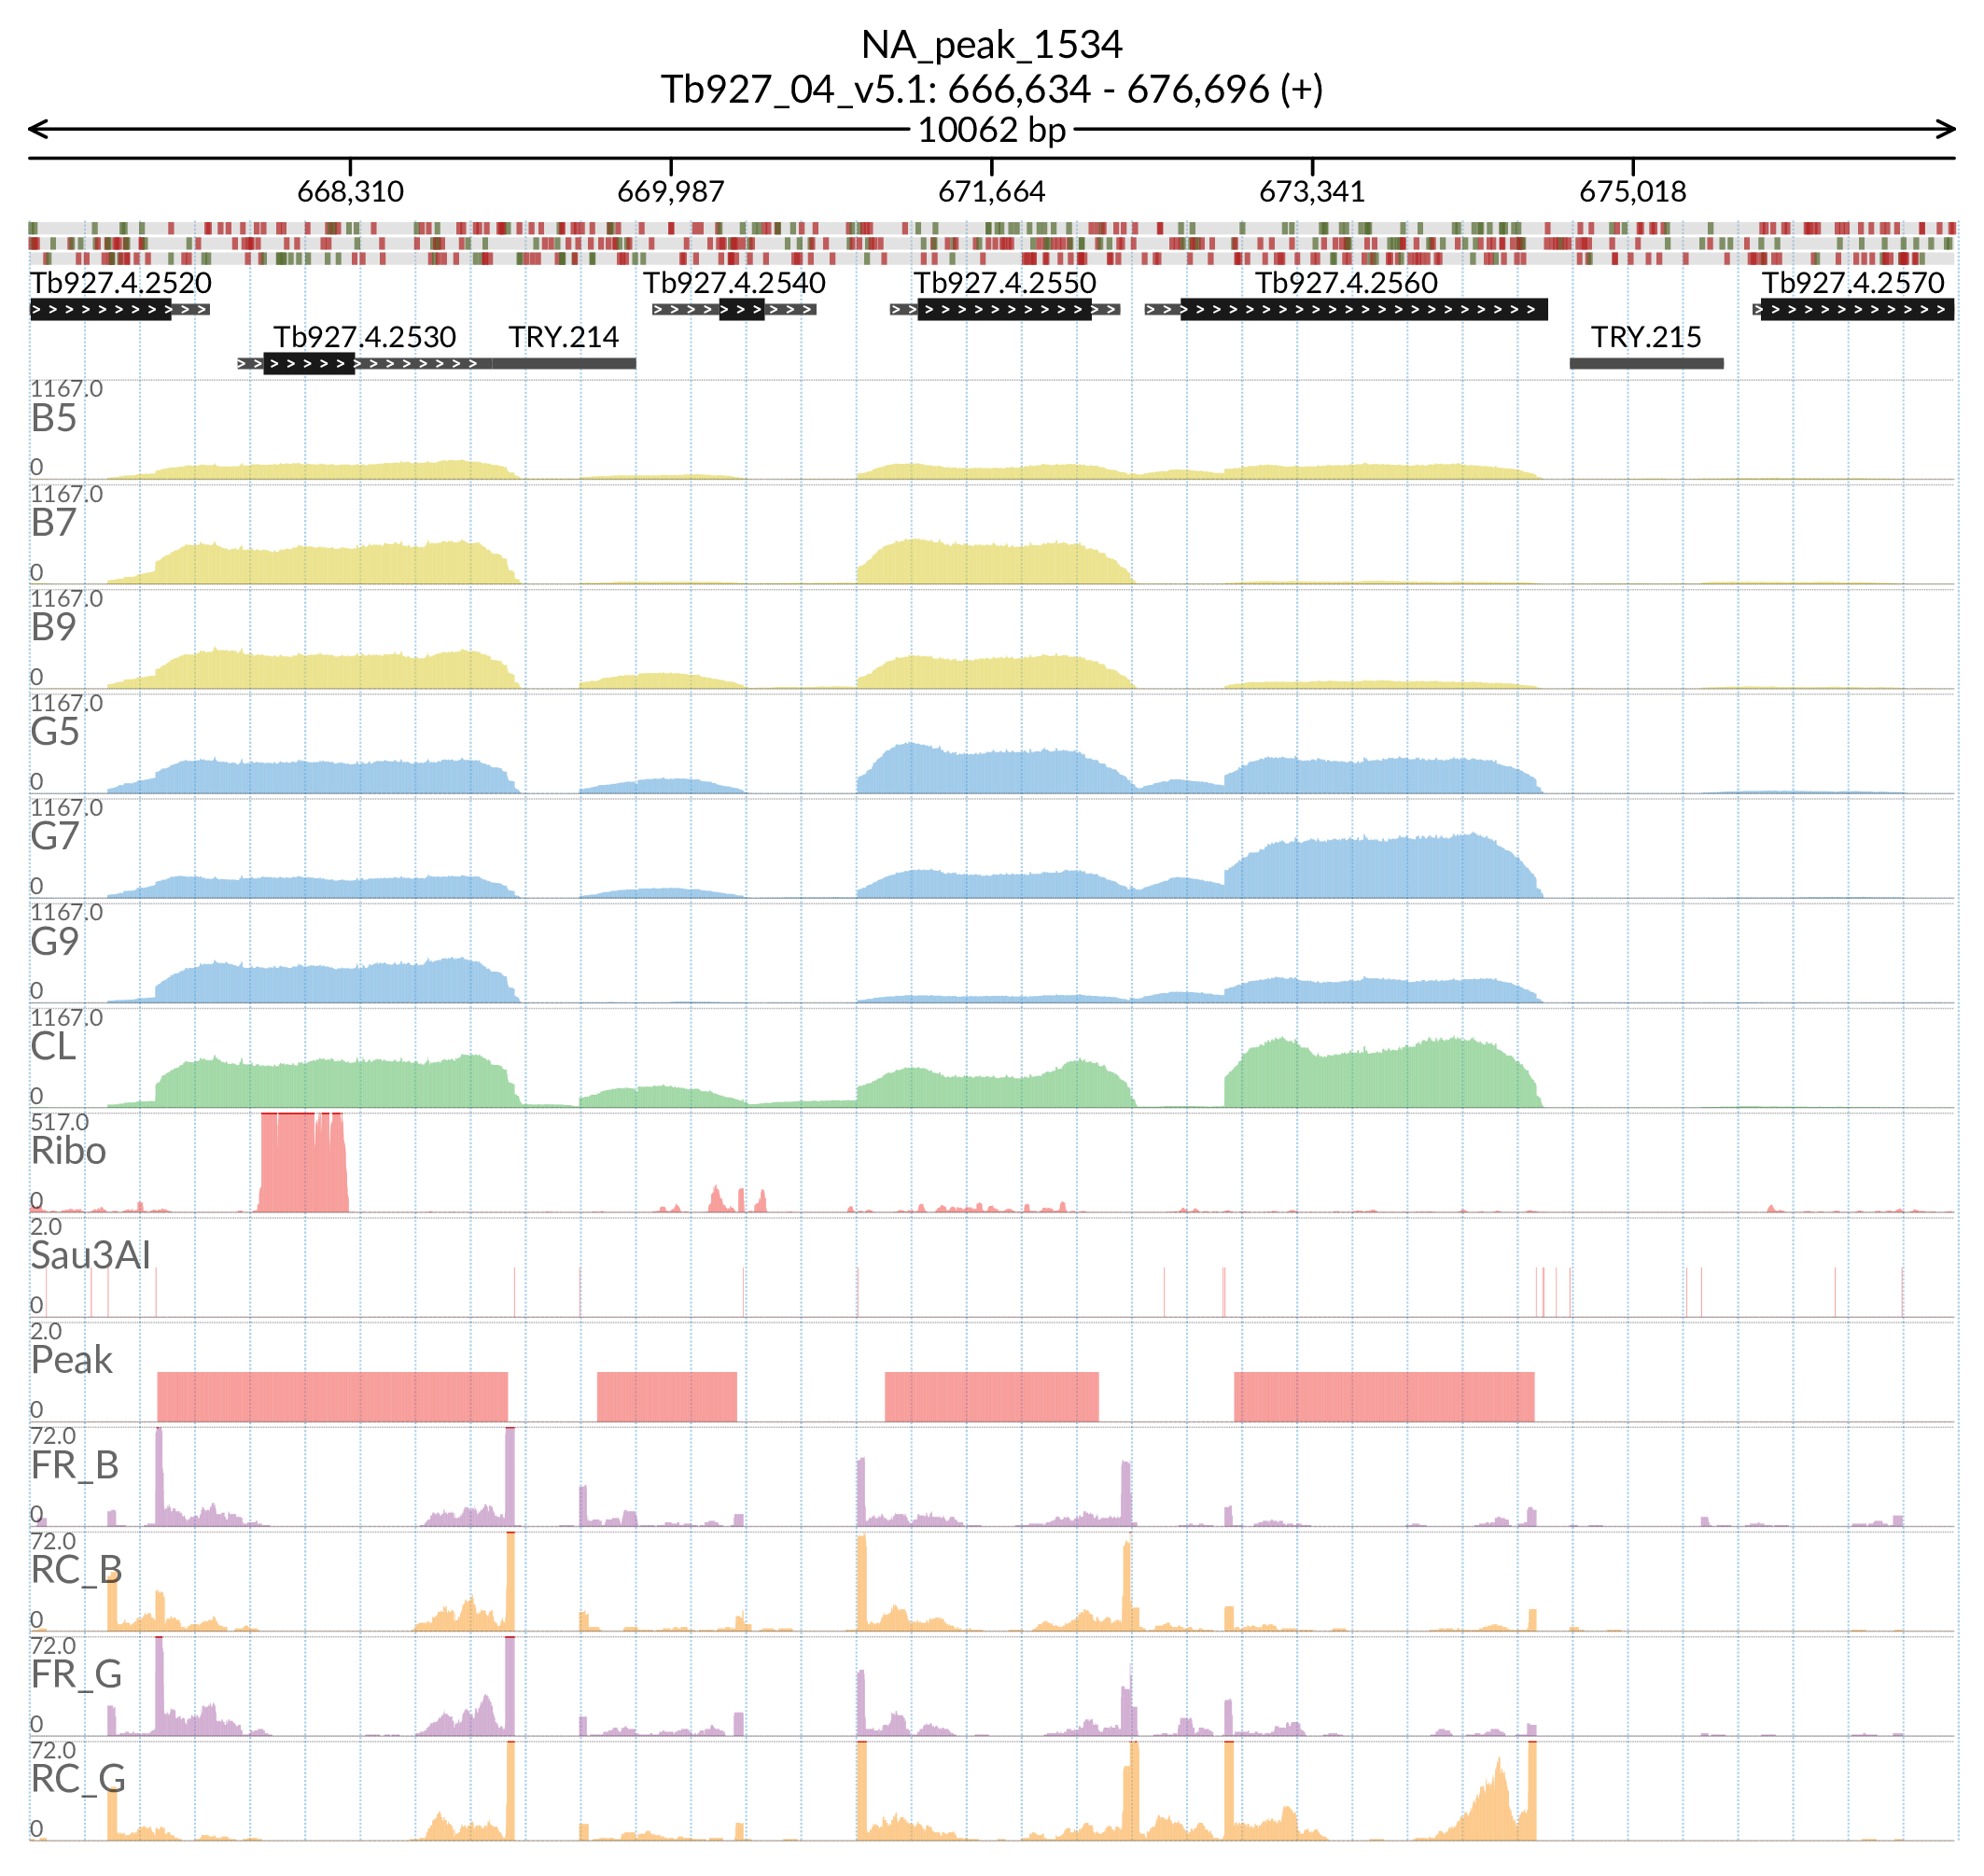 NA_peak_1534
Tb927_04_v5.1: 666,634 - 676,696 (+)
10062 bp
668,310 669,987 671,664 673,341 675,018
Tb927.4.2520 Tb927.4.2540 Tb927.4.2550 Tb927.4.2560 Tb927.4.2570
Tb927.4.2530 TRY.214 TRY.215
1167.0
B5
0
1167.0
B7
0
1167.0
B9
0
1167.0
G5
0
1167.0
G7
0
1167.0
G9
0
1167.0
CL
0
517.0
Ribo
0
2.0
Sau3AI
0
2.0
Peak
0
72.0
FR_B
0
72.0
RC_B
0
72.0
FR_G
0
72.0
RC_G
0